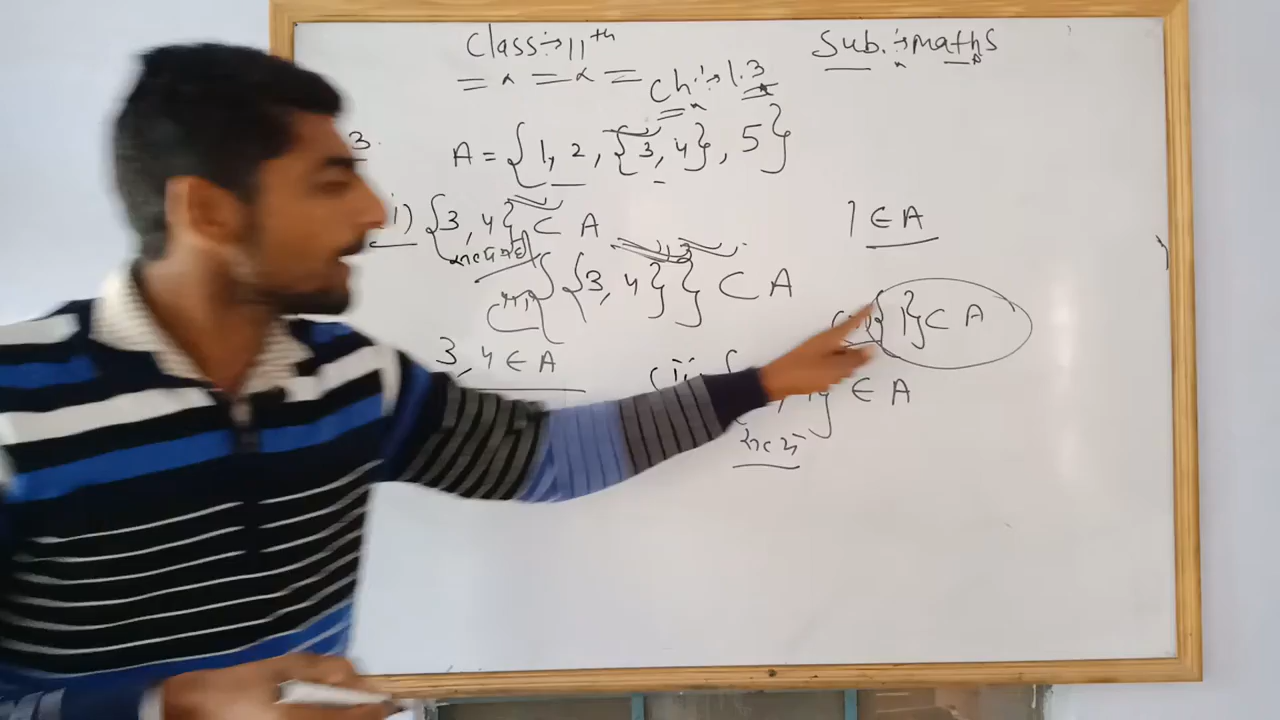 Class:→11th
Sub.:→maths
Ch:→1.3
3.
A = {1, 2, {3, 4}, 5}
i) {3, 4} ⊂ A
1 ∈ A
{{3, 4}} ⊂ A
{1} ⊂ A
3, 4 ∈ A
∈ A